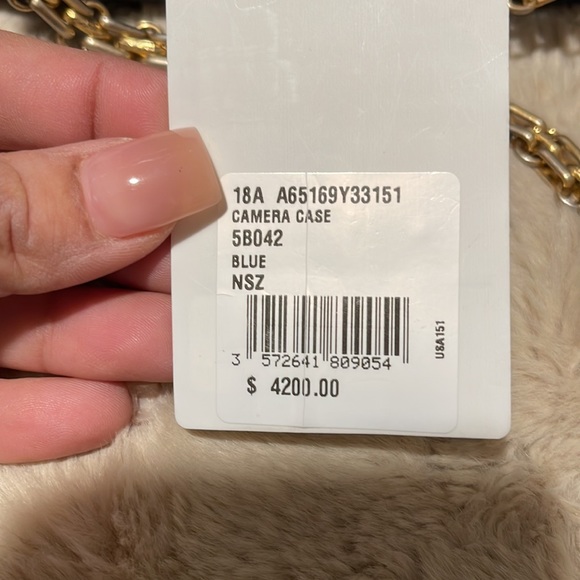 18A A65169Y33151
CAMERA CASE
5B042
BLUE
NSZ
3 572641 809054
$ 4200.00
USA151